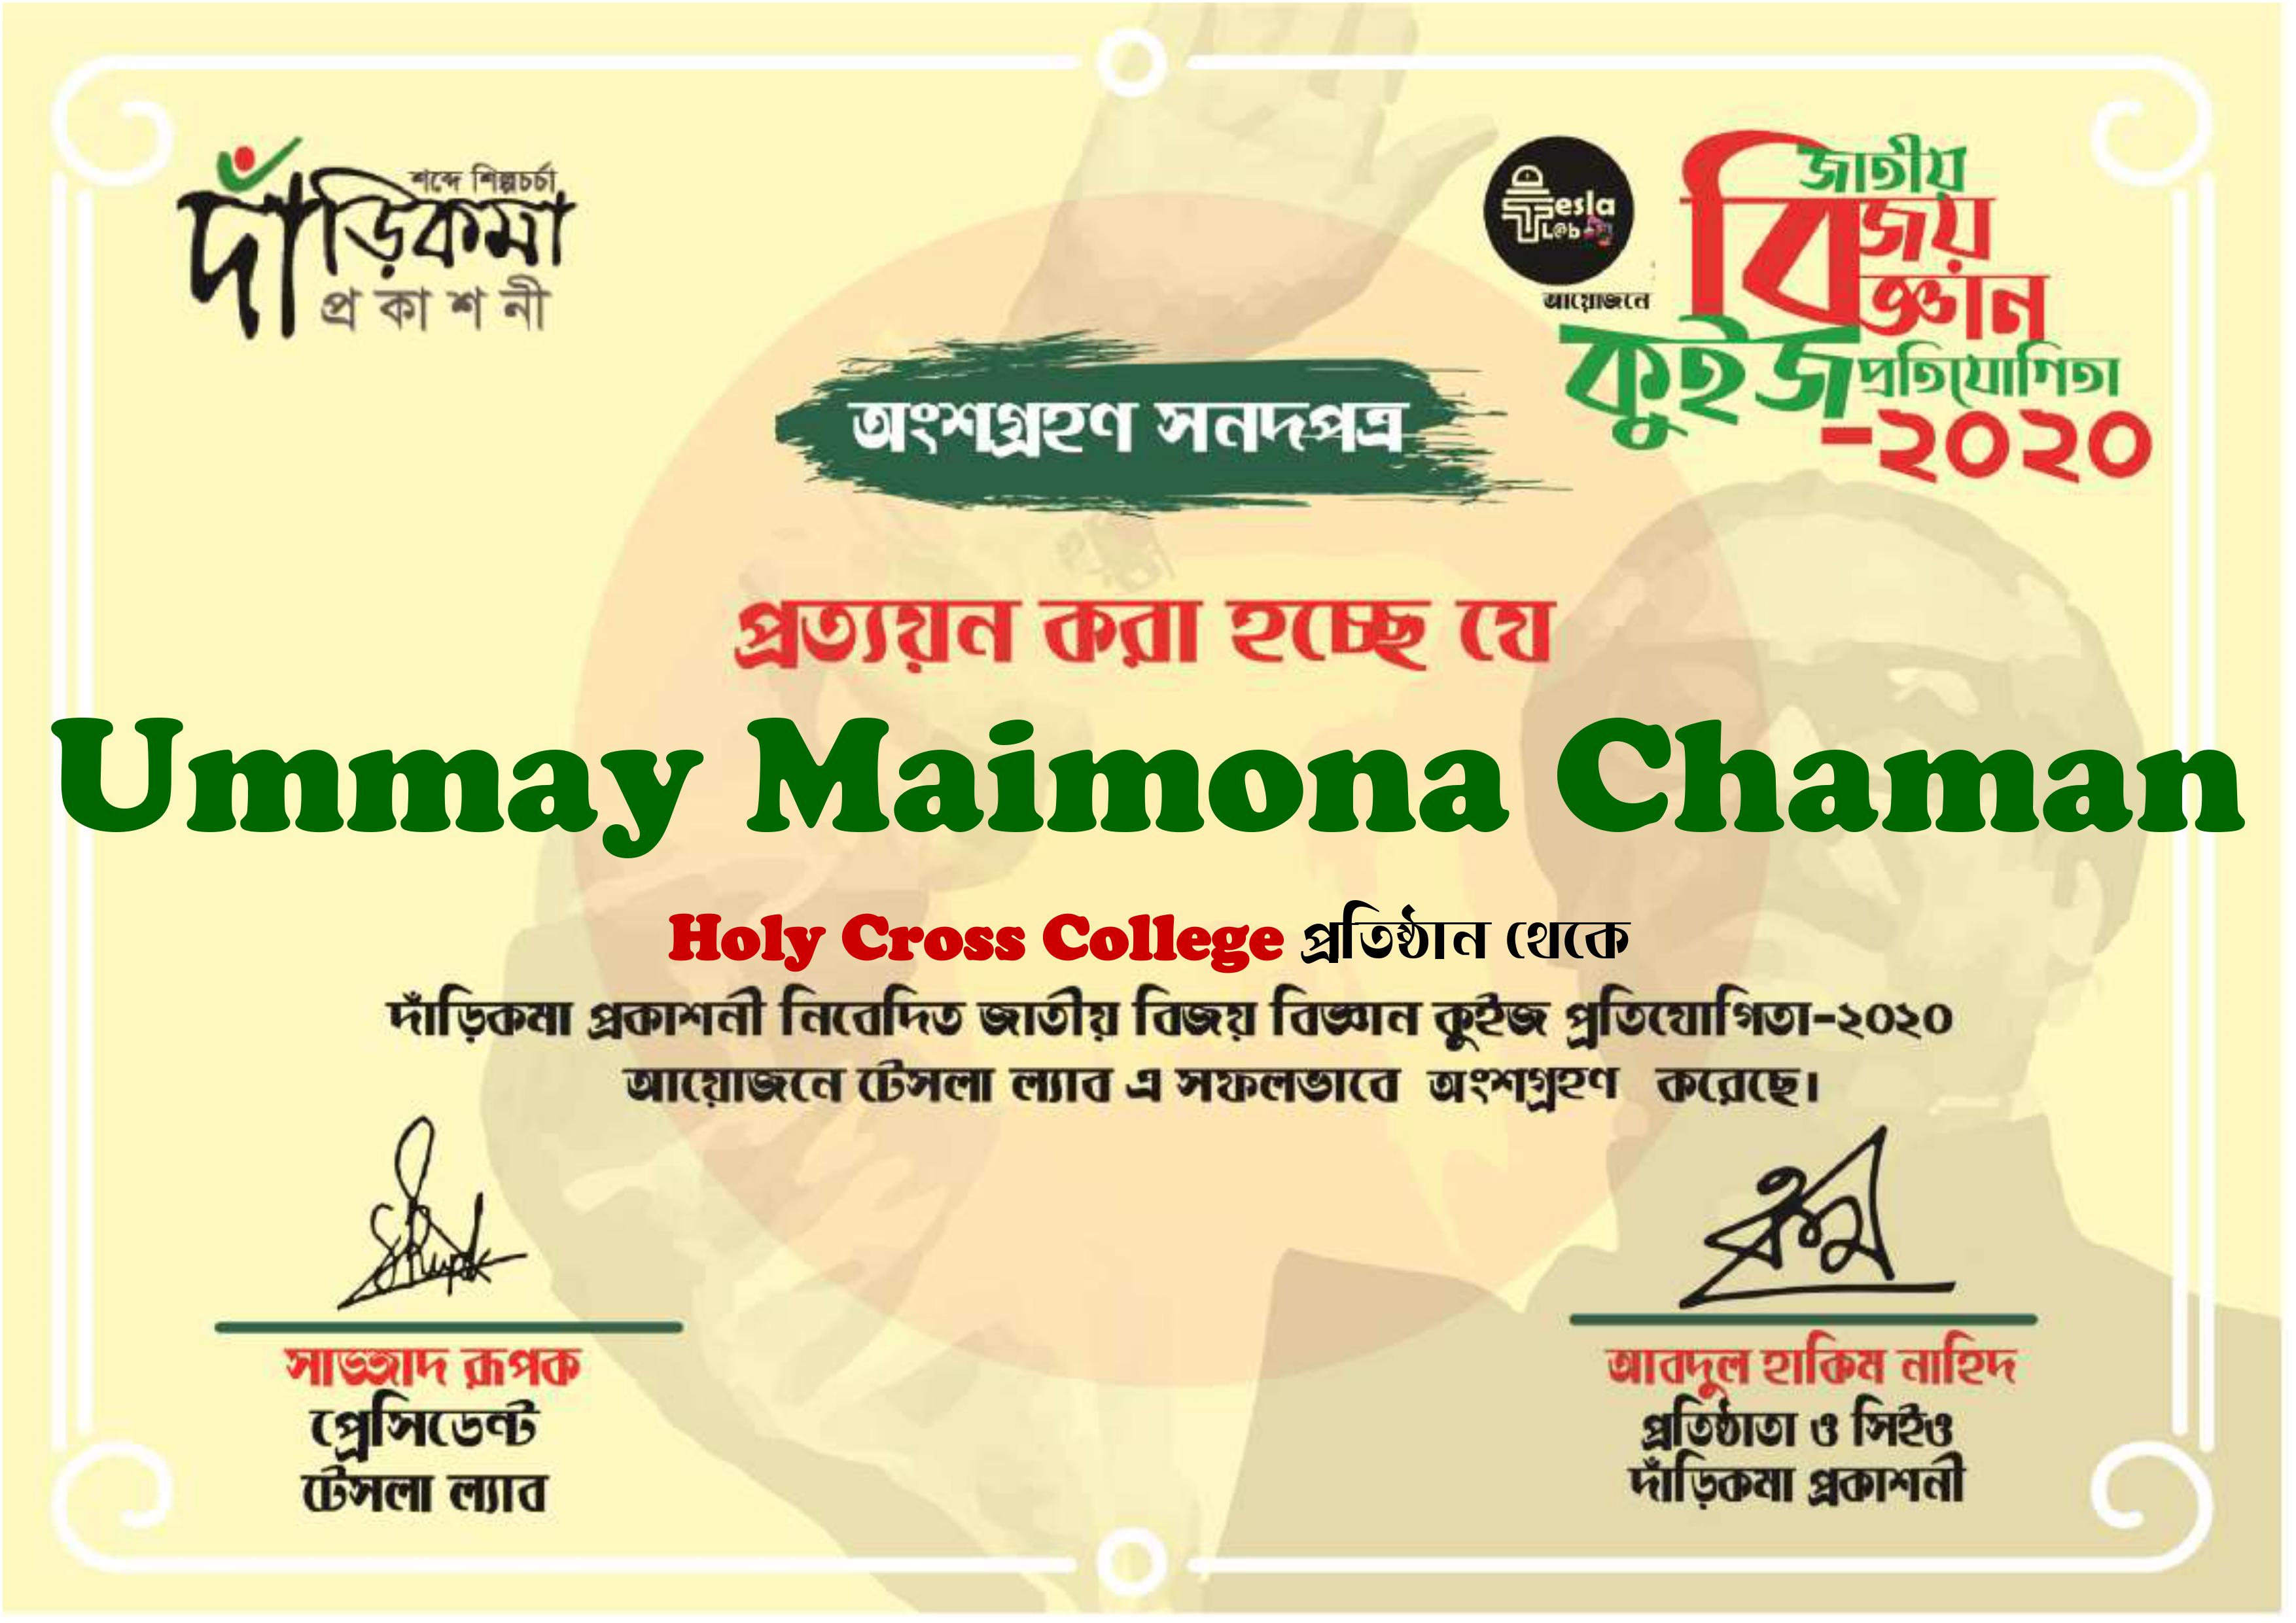 শব্দে শিল্পচর্চা
দাঁড়িকমা
প্রকাশনী
Tesla
L@b
আয়োজনে
জাতীয়
বিজয়
বিজ্ঞান
কুইজ প্রতিযোগিতা
-২০২০
অংশগ্রহণ সনদপত্র
প্রত্যয়ন করা হচ্ছে যে
Ummay Maimona Chaman
Holy Cross College প্রতিষ্ঠান থেকে
দাঁড়িকমা প্রকাশনী নিবেদিত জাতীয় বিজয় বিজ্ঞান কুইজ প্রতিযোগিতা-২০২০
আয়োজনে টেসলা ল্যাব এ সফলভাবে অংশগ্রহণ করেছে।
সাজ্জাদ রূপক
প্রেসিডেন্ট
টেসলা ল্যাব
আবদুল হাকিম নাহিদ
প্রতিষ্ঠাতা ও সিইও
দাঁড়িকমা প্রকাশনী